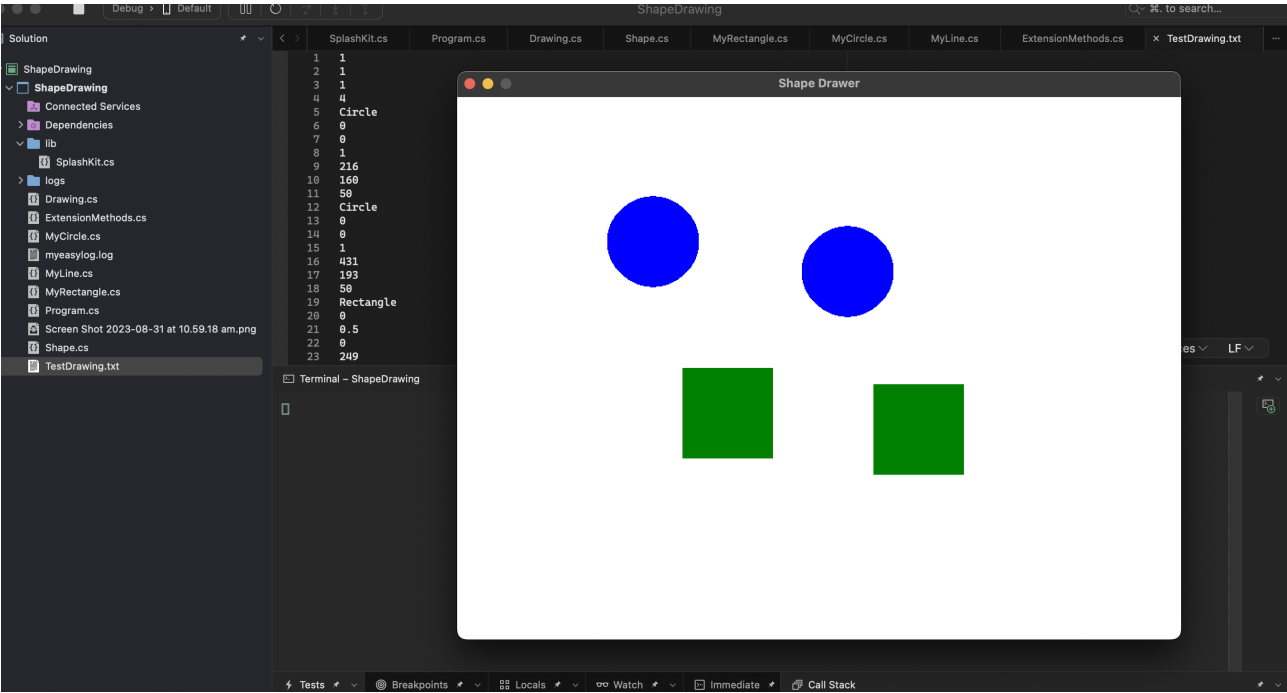 Debug > Default
ShapeDrawing
⌘. to search...
Solution
SplashKit.cs Program.cs Drawing.cs Shape.cs MyRectangle.cs MyCircle.cs MyLine.cs ExtensionMethods.cs × TestDrawing.txt ...
ShapeDrawing
ShapeDrawing
Connected Services
Dependencies
lib
SplashKit.cs
logs
Drawing.cs
ExtensionMethods.cs
MyCircle.cs
myeasylog.log
MyLine.cs
MyRectangle.cs
Program.cs
Screen Shot 2023-08-31 at 10.59.18 am.png
Shape.cs
TestDrawing.txt
1 1
2 1
3 1
4 4
5 Circle
6 0
7 0
8 1
9 216
10 160
11 50
12 Circle
13 0
14 0
15 1
16 431
17 193
18 50
19 Rectangle
20 0
21 0.5
22 0
23 249
Shape Drawer
es LF
Terminal – ShapeDrawing
Tests Breakpoints Locals Watch Immediate Call Stack